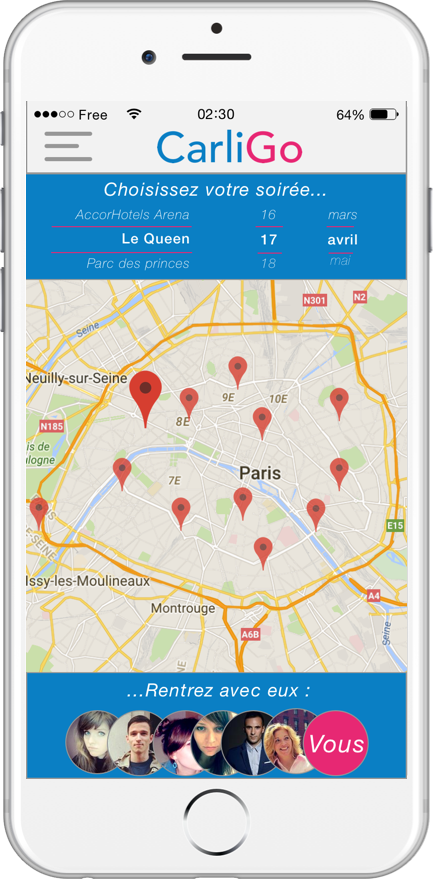 Free 02:30 64%
CarliGo
Choisissez votre soirée...
AccorHotels Arena 16 mars
Le Queen 17 avril
Parc des princes 18 mai
N301 N2
Seine
Neuilly-sur-Seine
9E 10E
N185 8E
is de
logne
Paris
7E
E15
Issy-les-Moulineaux
A4
Montrouge
A6B
Seine
...Rentrez avec eux :
Vous